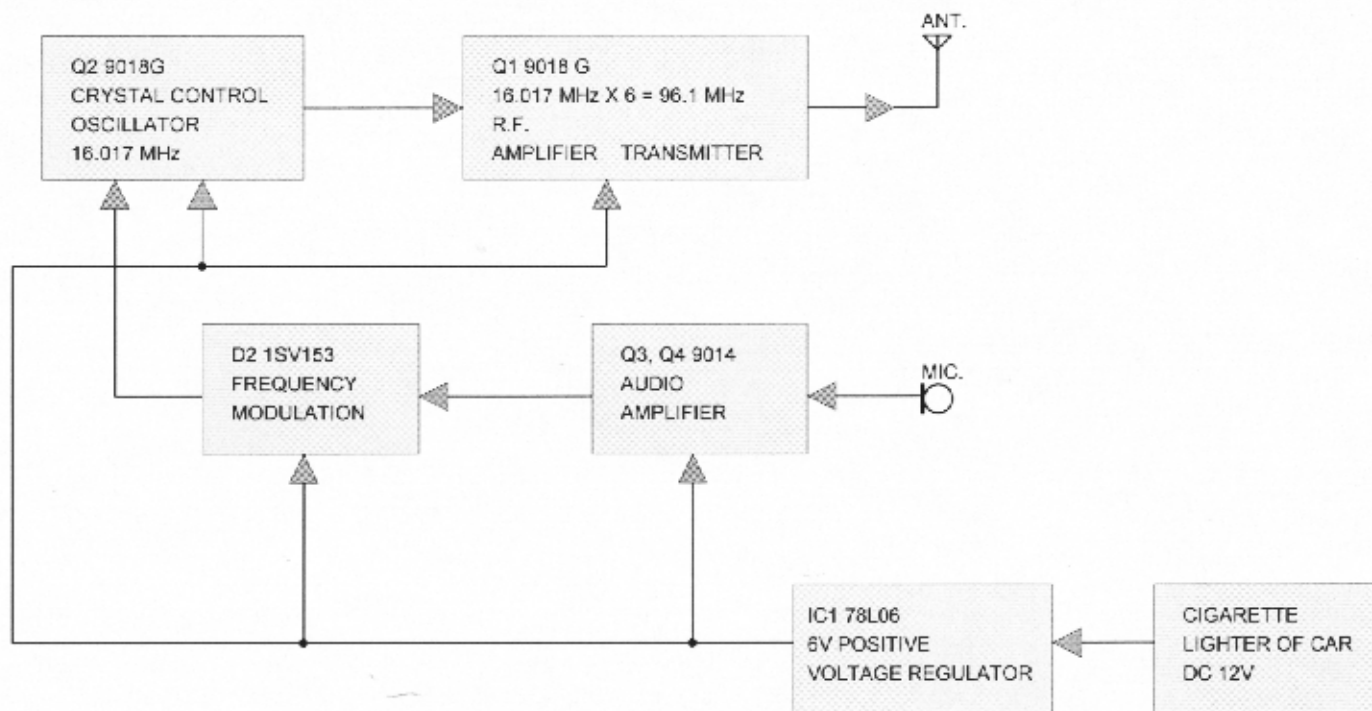 ANT.
Q2 9018G
CRYSTAL CONTROL
OSCILLATOR
16.017 MHz
Q1 9018 G
16.017 MHz X 6 = 96.1 MHz
R.F.
AMPLIFIER TRANSMITTER
D2 1SV153
FREQUENCY
MODULATION
Q3, Q4 9014
AUDIO
AMPLIFIER
MIC.
IC1 78L06
6V POSITIVE
VOLTAGE REGULATOR
CIGARETTE
LIGHTER OF CAR
DC 12V